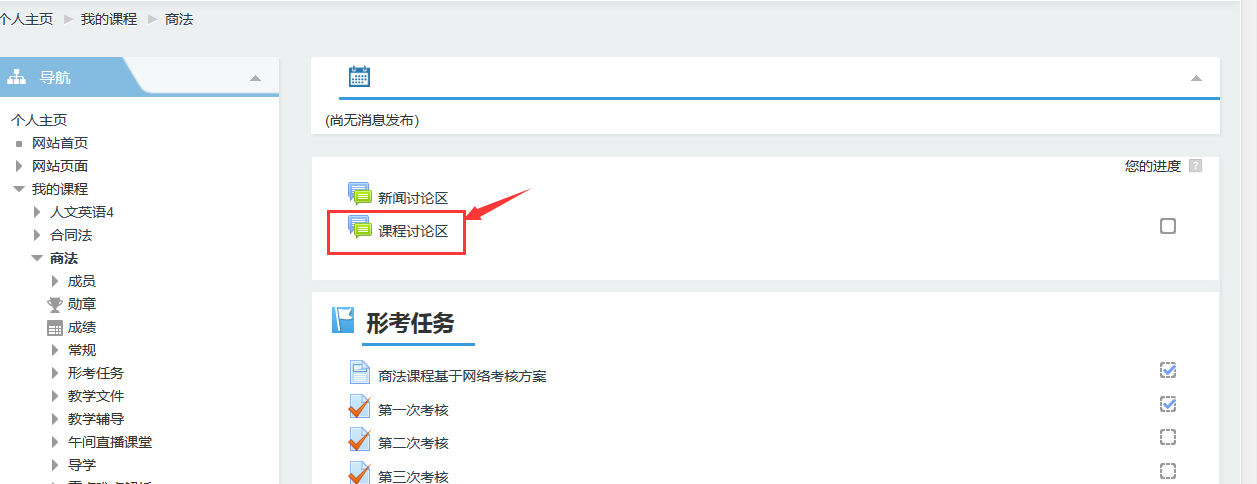 个人主页 我的课程 商法
导航
个人主页
网站首页
网站页面
我的课程
人文英语4
合同法
商法
成员
勋章
成绩
常规
形考任务
教学文件
教学辅导
午间直播课堂
导学
(尚无消息发布)
您的进度 ?
新闻讨论区
课程讨论区
形考任务
商法课程基于网络考核方案
第一次考核
第二次考核
第三次考核